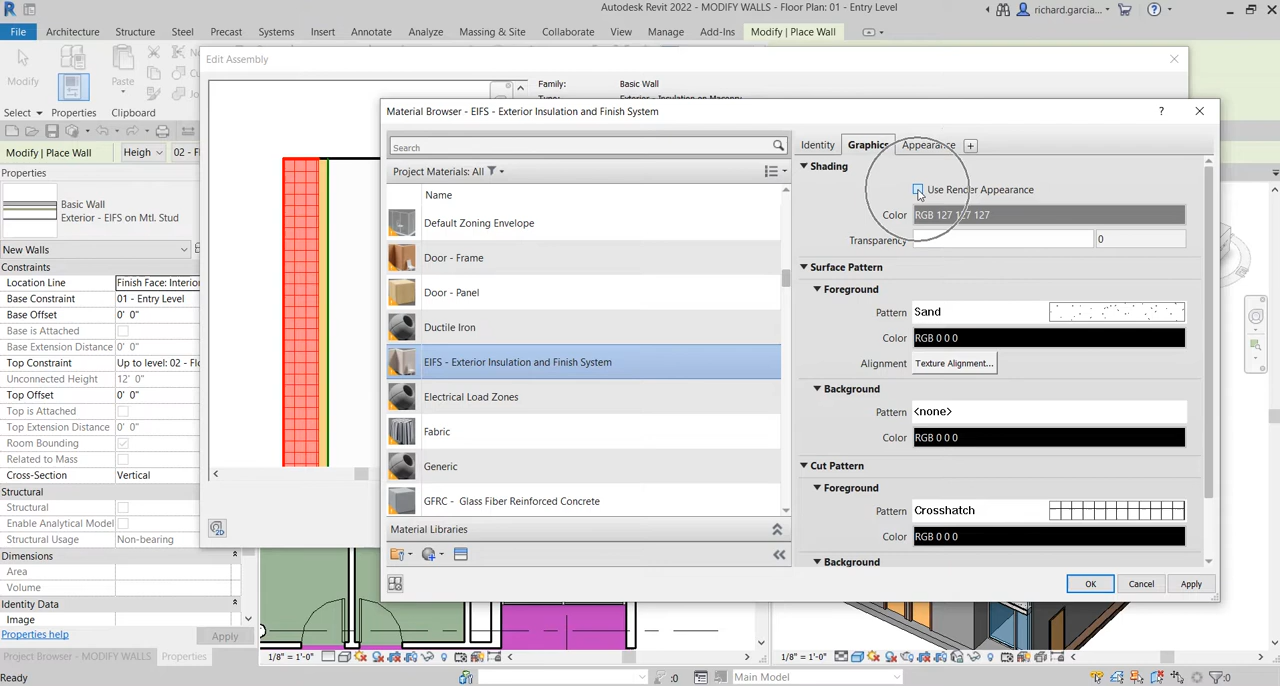 Autodesk Revit 2022 - MODIFY WALLS - Floor Plan: 01 - Entry Level
richard.garcia...
File Architecture Structure Steel Precast Systems Insert Annotate Analyze Massing & Site Collaborate View Manage Add-Ins Modify | Place Wall
Edit Assembly
Modify
Paste
Family: Basic Wall
Material Browser - EIFS - Exterior Insulation and Finish System
Select Properties Clipboard
Modify | Place Wall
Heigh
02 - F
Search
Identity Graphics Appearance
Project Materials: All
Shading
Properties
Name
Use Render Appearance
Basic Wall
Exterior - EIFS on Mtl. Stud
Color RGB 127 127 127
Default Zoning Envelope
Transparency 0
New Walls
Door - Frame
Surface Pattern
Constraints
Location Line Finish Face: Interior
Foreground
Base Constraint 01 - Entry Level
Door - Panel
Base Offset 0' 0"
Pattern Sand
Base is Attached
Ductile Iron
Color RGB 0 0 0
Base Extension Distance 0' 0"
Top Constraint Up to level: 02 - Flo
EIFS - Exterior Insulation and Finish System
Alignment Texture Alignment...
Unconnected Height 12' 0"
Top Offset 0' 0"
Electrical Load Zones
Background
Top is Attached
Pattern <none>
Top Extension Distance 0' 0"
Fabric
Color RGB 0 0 0
Room Bounding
Related to Mass
Generic
Cut Pattern
Cross-Section Vertical
Foreground
Structural
GFRC - Glass Fiber Reinforced Concrete
Pattern Crosshatch
Structural
Enable Analytical Model
Material Libraries
Color RGB 0 0 0
Structural Usage Non-bearing
Dimensions
Background
Area
Volume
OK Cancel Apply
Identity Data
Image
Properties help
Apply
Project Browser - MODIFY WALLS
Properties
1/8" = 1'-0"
1/8" = 1'-0"
Ready
:0
Main Model
:0